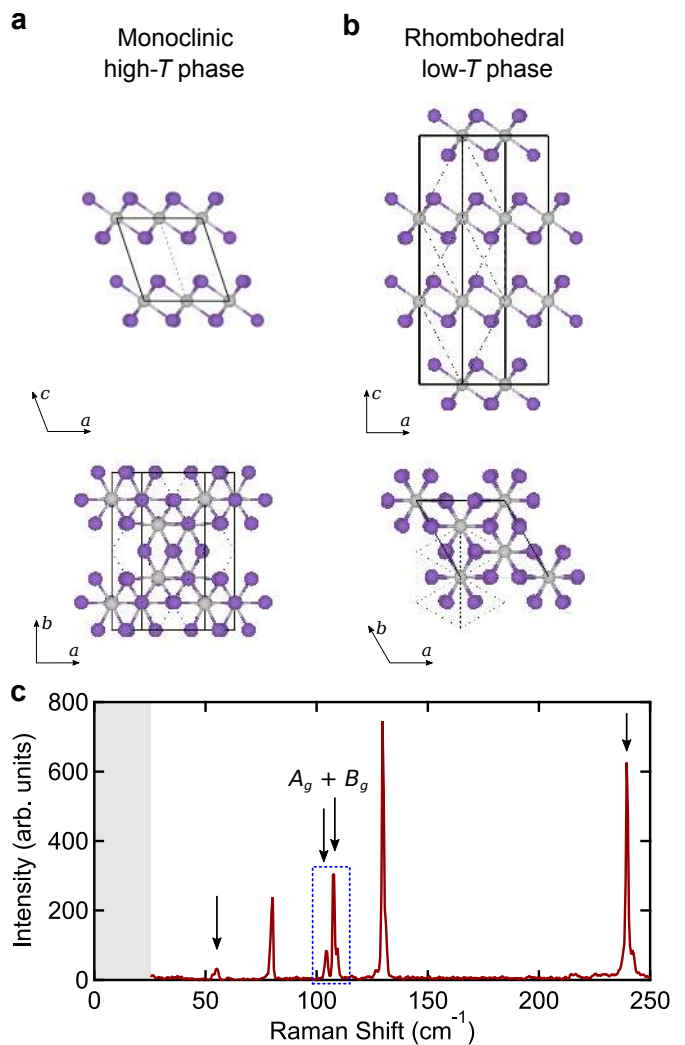 a
Monoclinic
high-T phase
b
Rhombohedral
low-T phase
c
a
c
a
b
a
b
a
c
800
600
400
200
0
Intensity (arb. units)
A_g + B_g
0
50
100
150
200
250
Raman Shift (cm⁻¹)